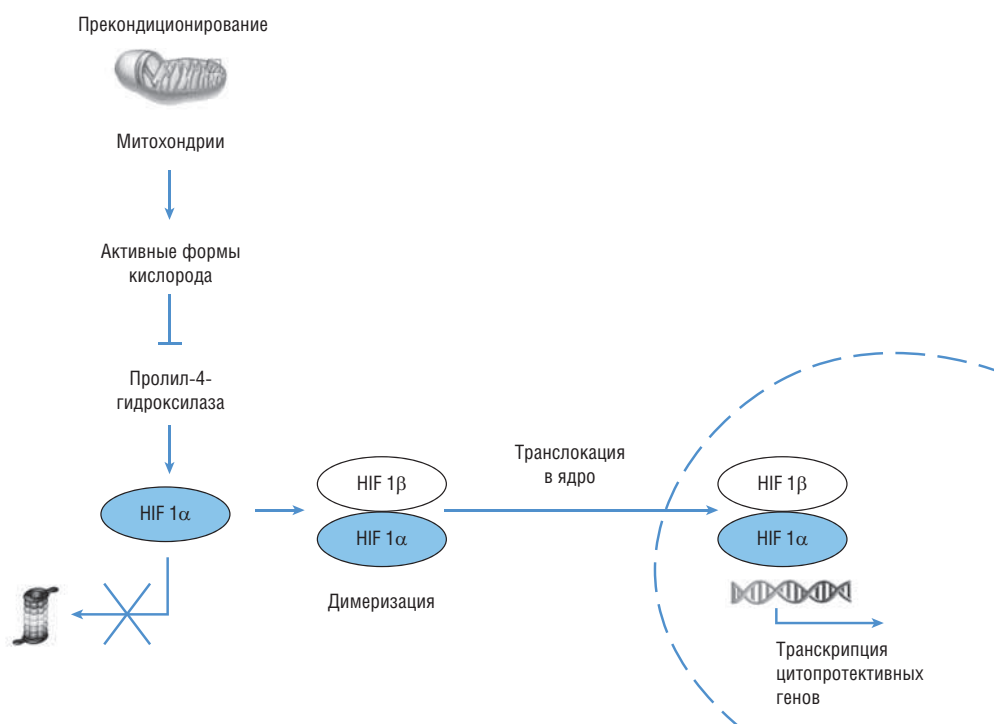 Прекондиционирование
Митохондрии
Активные формы
кислорода
Пролил-4-
гидроксилаза
HIF 1α
HIF 1β
HIF 1α
Димеризация
Транслокация
в ядро
HIF 1β
HIF 1α
Транскрипция
цитопротективных
генов